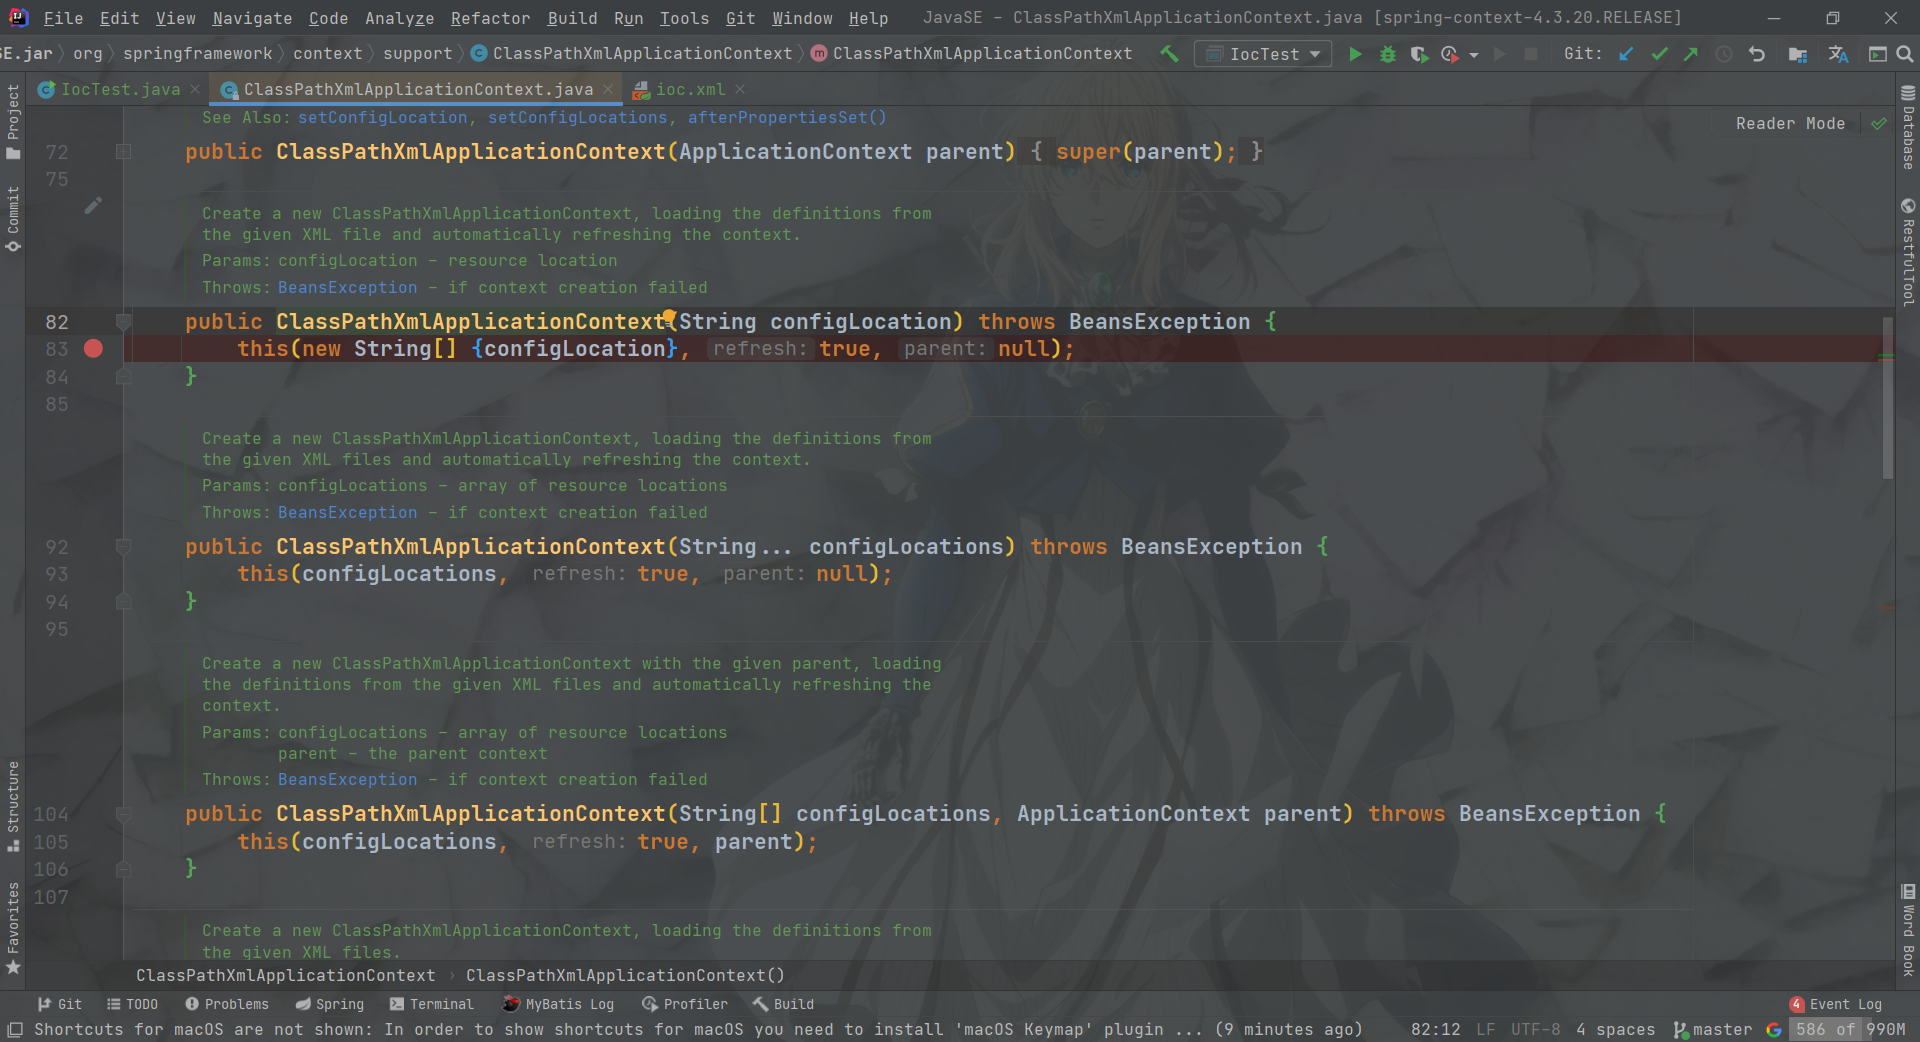 File Edit View Navigate Code Analyze Refactor Build Run Tools Git Window Help JavaSE - ClassPathXmlApplicationContext.java [spring-context-4.3.20.RELEASE]
SE.jar org springframework context support C ClassPathXmlApplicationContext m ClassPathXmlApplicationContext IocTest Git:
IocTest.java ClassPathXmlApplicationContext.java ioc.xml
See Also: setConfigLocation, setConfigLocations, afterPropertiesSet()
Reader Mode
72 public ClassPathXmlApplicationContext(ApplicationContext parent) { super(parent); }
75
Create a new ClassPathXmlApplicationContext, loading the definitions from
the given XML file and automatically refreshing the context.
Params: configLocation – resource location
Throws: BeansException – if context creation failed
82 public ClassPathXmlApplicationContext(String configLocation) throws BeansException {
83 this(new String[] {configLocation}, refresh: true, parent: null);
84 }
85
Create a new ClassPathXmlApplicationContext, loading the definitions from
the given XML files and automatically refreshing the context.
Params: configLocations – array of resource locations
Throws: BeansException – if context creation failed
92 public ClassPathXmlApplicationContext(String... configLocations) throws BeansException {
93 this(configLocations, refresh: true, parent: null);
94 }
95
Create a new ClassPathXmlApplicationContext with the given parent, loading
the definitions from the given XML files and automatically refreshing the
context.
Params: configLocations – array of resource locations
parent – the parent context
Throws: BeansException – if context creation failed
104 public ClassPathXmlApplicationContext(String[] configLocations, ApplicationContext parent) throws BeansException {
105 this(configLocations, refresh: true, parent);
106 }
107
Create a new ClassPathXmlApplicationContext, loading the definitions from
the given XML files.
ClassPathXmlApplicationContext › ClassPathXmlApplicationContext()
Project
Commit
Structure
Favorites
Database
RestfulTool
Word Book
Git TODO Problems Spring Terminal MyBatis Log Profiler Build 4 Event Log
Shortcuts for macOS are not shown: In order to show shortcuts for macOS you need to install 'macOS Keymap' plugin ... (9 minutes ago) 82:12 LF UTF-8 4 spaces master G 586 of 990M